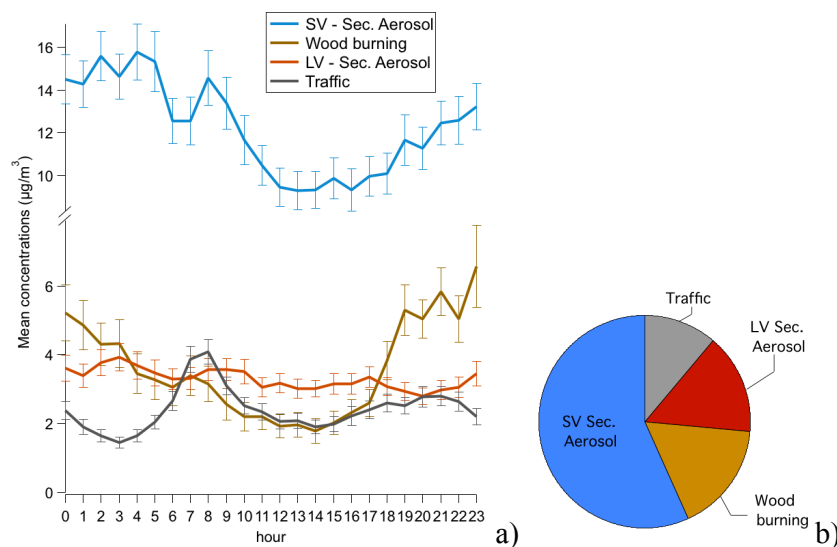 SV - Sec. Aerosol
Wood burning
LV - Sec. Aerosol
Traffic
Mean concentrations (µg/m³)
16
14
12
10
8
6
4
2
0
0 1 2 3 4 5 6 7 8 9 10 11 12 13 14 15 16 17 18 19 20 21 22 23
hour
a)
Traffic
LV Sec.
Aerosol
SV Sec.
Aerosol
Wood
burning
b)